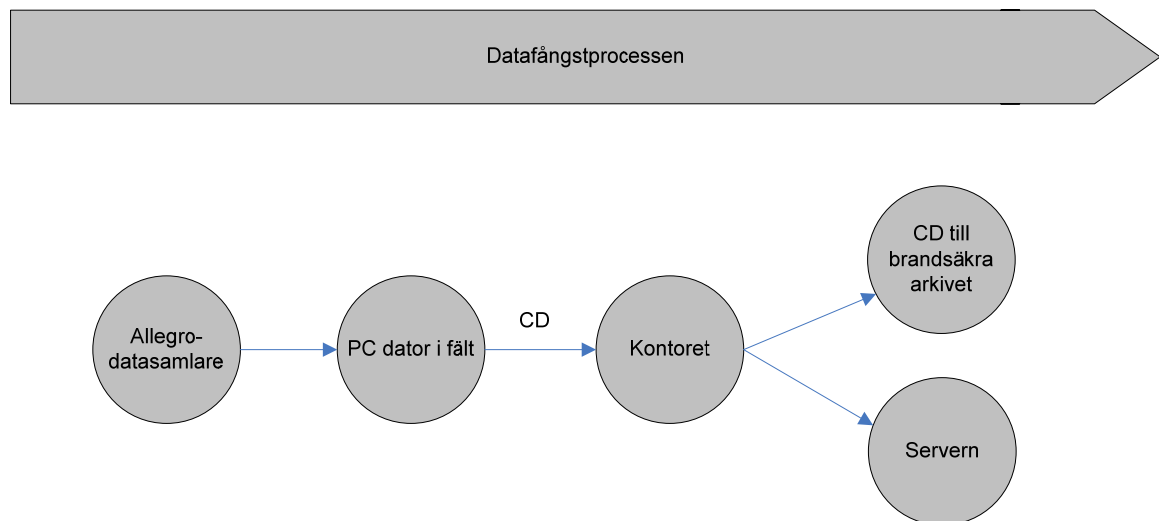 Datafångstprocessen
CD till
brandsäkra
arkivet
Allegro-
datasamlare
PC dator i fält
CD
Kontoret
Servern